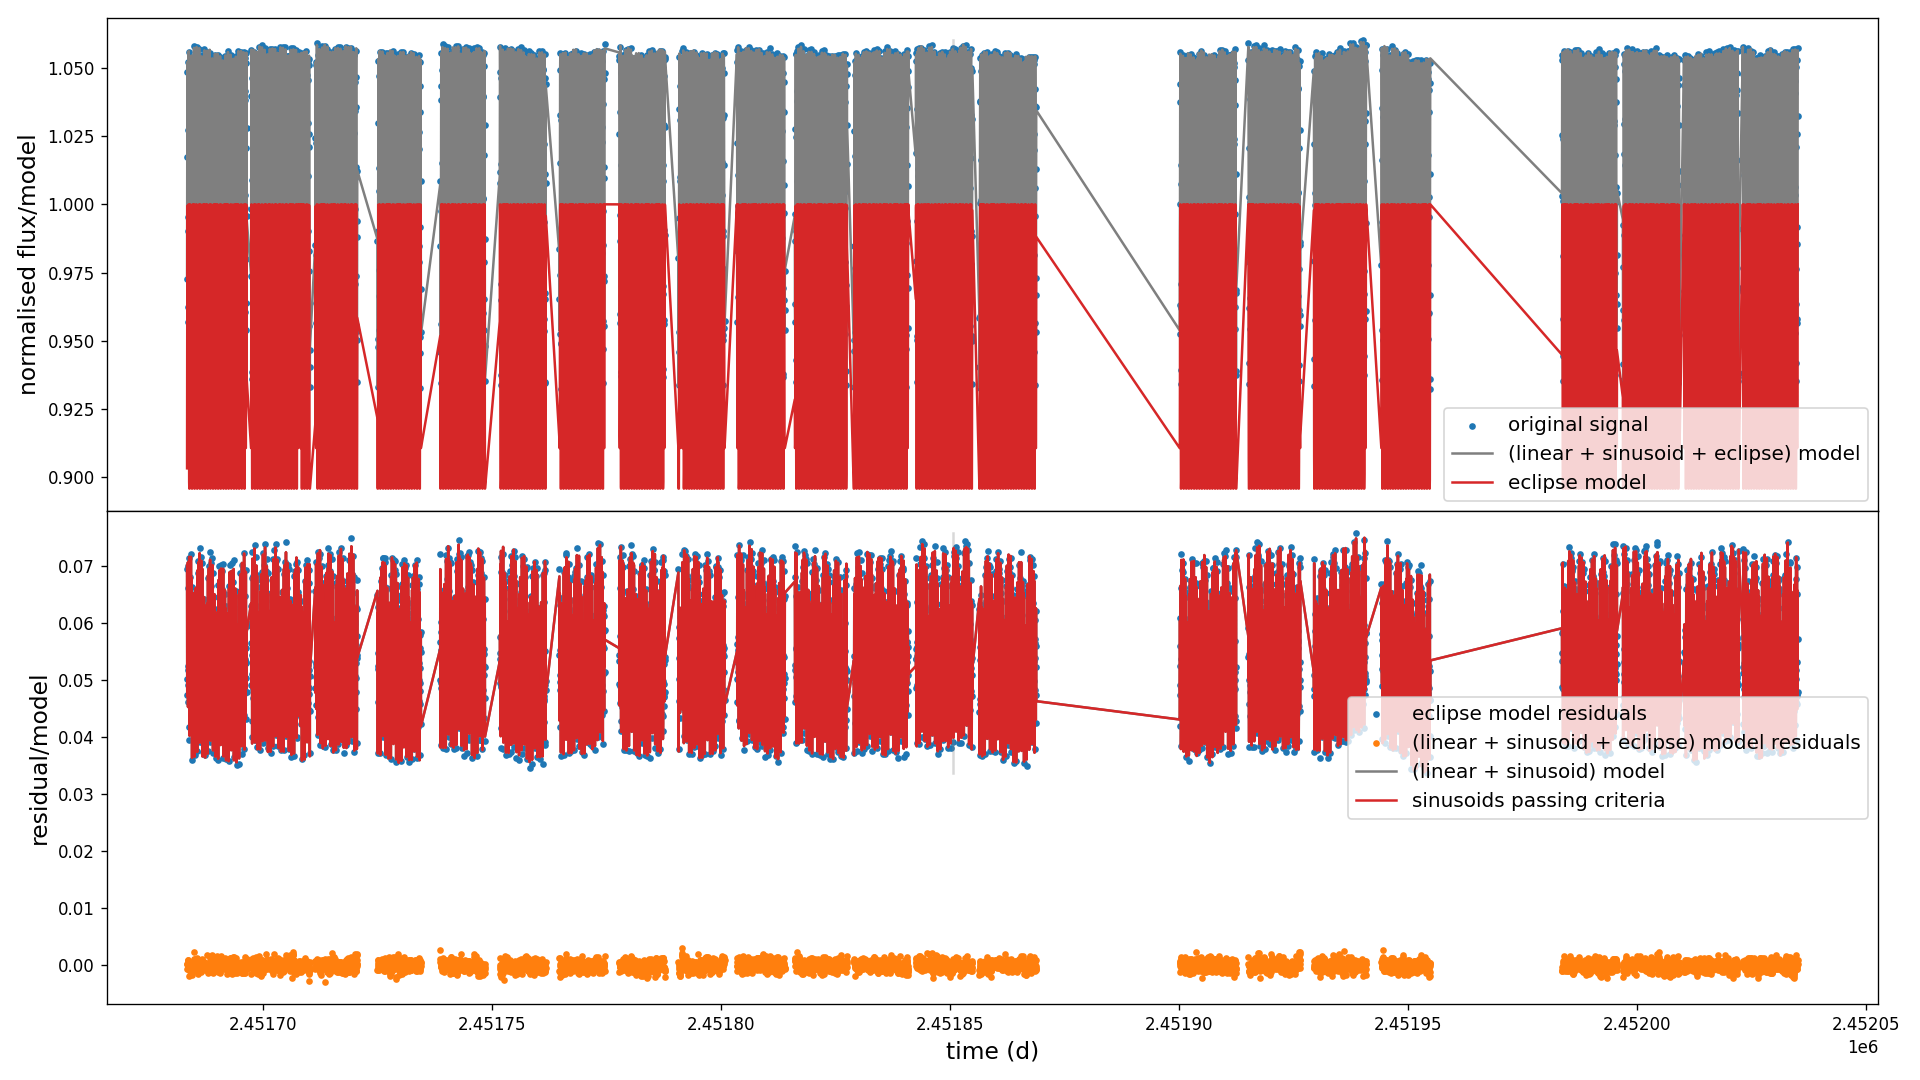 normalised flux/model
1.050
1.025
1.000
0.975
0.950
0.925
0.900
original signal
(linear + sinusoid + eclipse) model
eclipse model
residual/model
0.07
0.06
0.05
0.04
0.03
0.02
0.01
0.00
eclipse model residuals
(linear + sinusoid + eclipse) model residuals
(linear + sinusoid) model
sinusoids passing criteria
2.45170 2.45175 2.45180 2.45185 2.45190 2.45195 2.45200 2.45205
time (d)
1e6